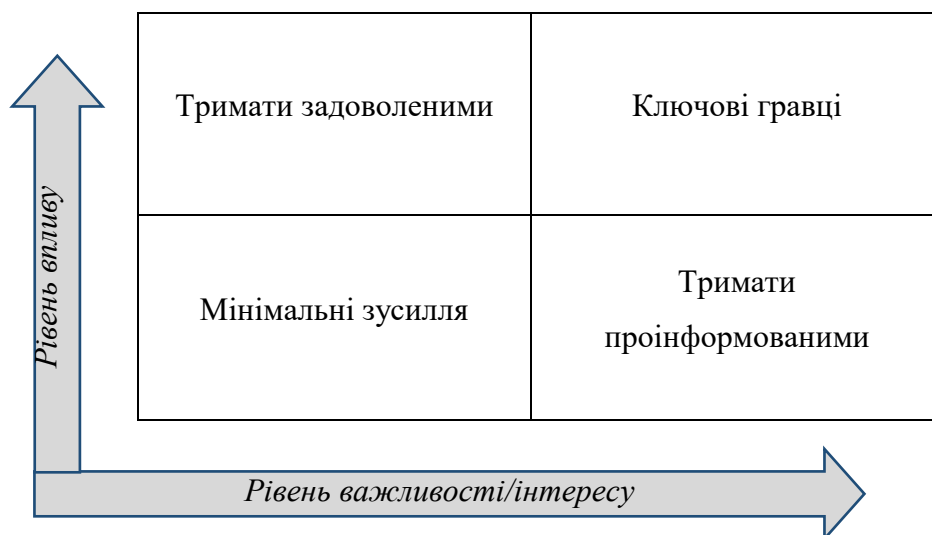 Тримати задоволеними
Ключові гравці
Рівень впливу
Мінімальні зусилля
Тримати
проінформованими
Рівень важливості/інтересу